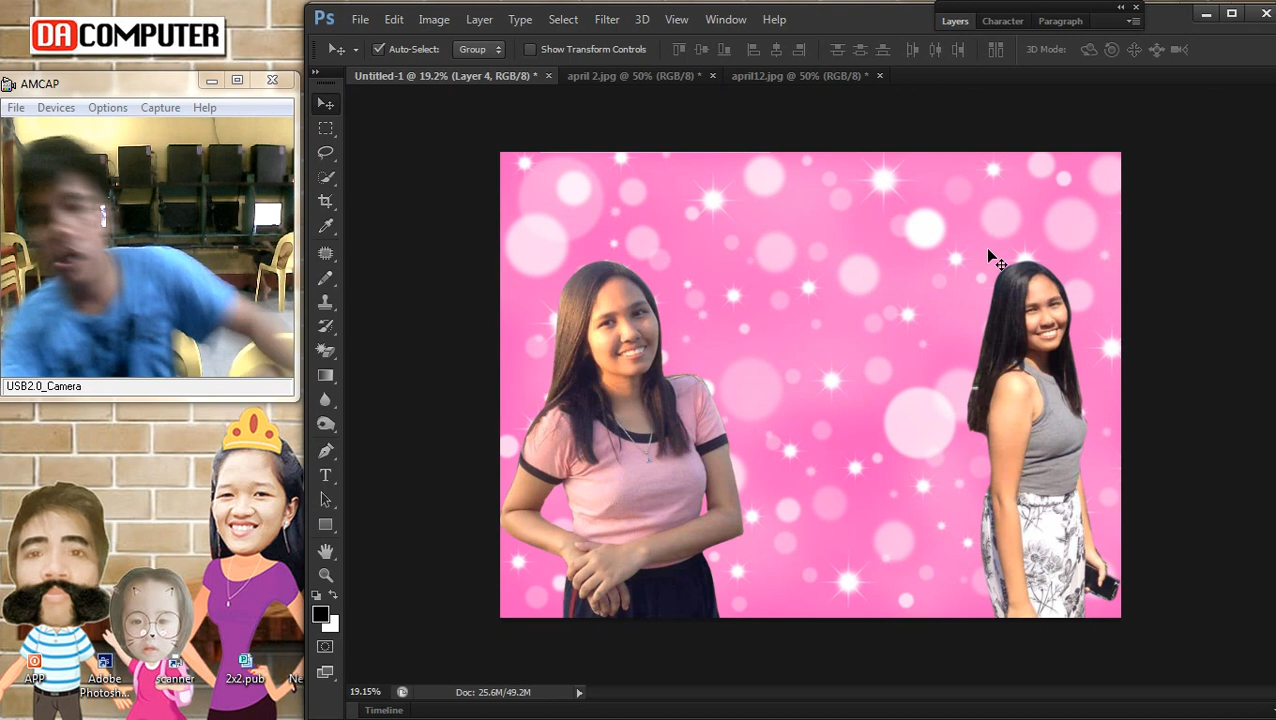 DA COMPUTER
AMCAP
File Devices Options Capture Help
USB2.0_Camera
APP
Adobe
Photosh...
scanner
2x2.pub
Ne
Ps File Edit Image Layer Type Select Filter 3D View Window Help
Layers Character Paragraph
Auto-Select: Group Show Transform Controls 3D Mode:
Untitled-1 @ 19.2% (Layer 4, RGB/8) * × april 2.jpg @ 50% (RGB/8) * × april12.jpg @ 50% (RGB/8) * ×
T
19.15% Doc: 25.6M/43.2M
Timeline